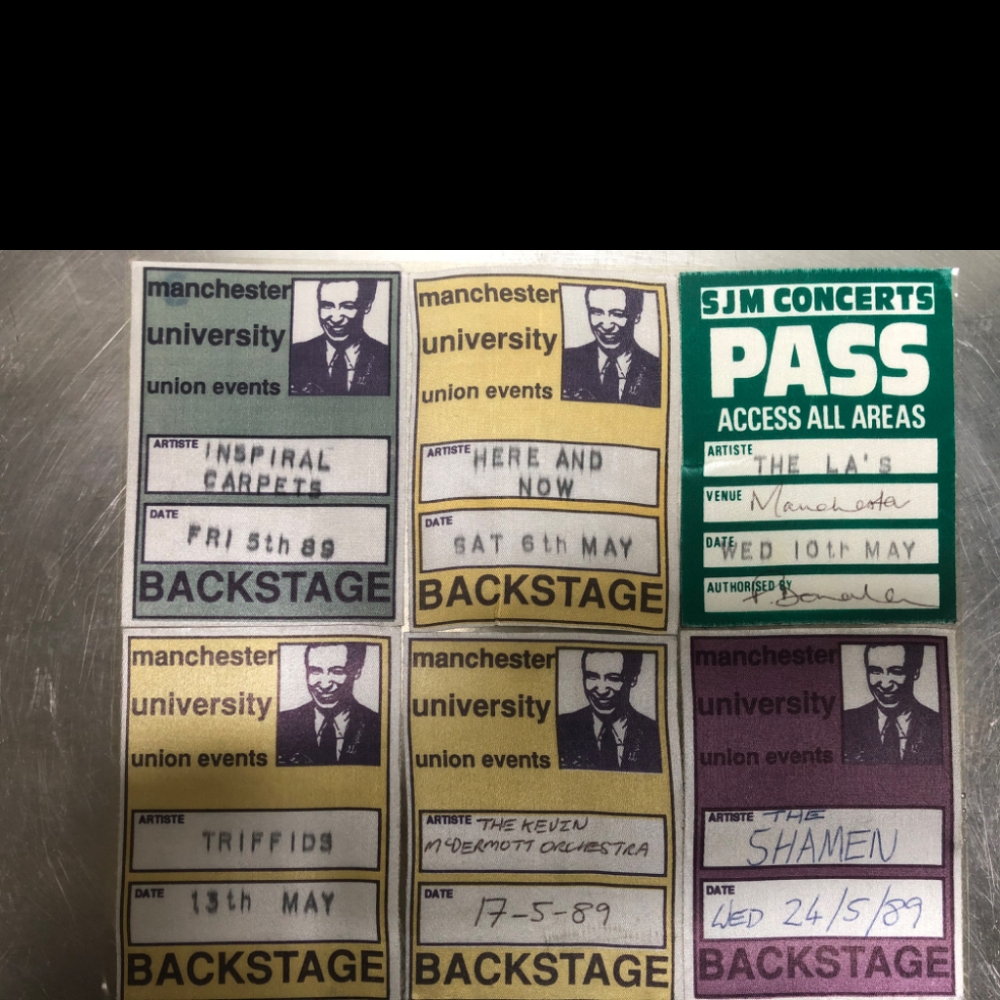 manchester
university
union events
ARTISTE INSPIRAL
CARPETS
DATE
FRI 5th 89
BACKSTAGE
manchester
university
union events
ARTISTE HERE AND
NOW
DATE
SAT 6th MAY
BACKSTAGE
SJM CONCERTS
PASS
ACCESS ALL AREAS
ARTISTE THE LA'S
VENUE Manchester
DATE WED 10th MAY
AUTHORISED BY
manchester
university
union events
ARTISTE
TRIFFIDS
DATE
13th MAY
BACKSTAGE
manchester
university
union events
ARTISTE THE KEVIN
McDERMOTT ORCHESTRA
DATE
17-5-89
BACKSTAGE
manchester
university
union events
ARTISTE THE
SHAMEN
DATE
WED 24/5/89
BACKSTAGE